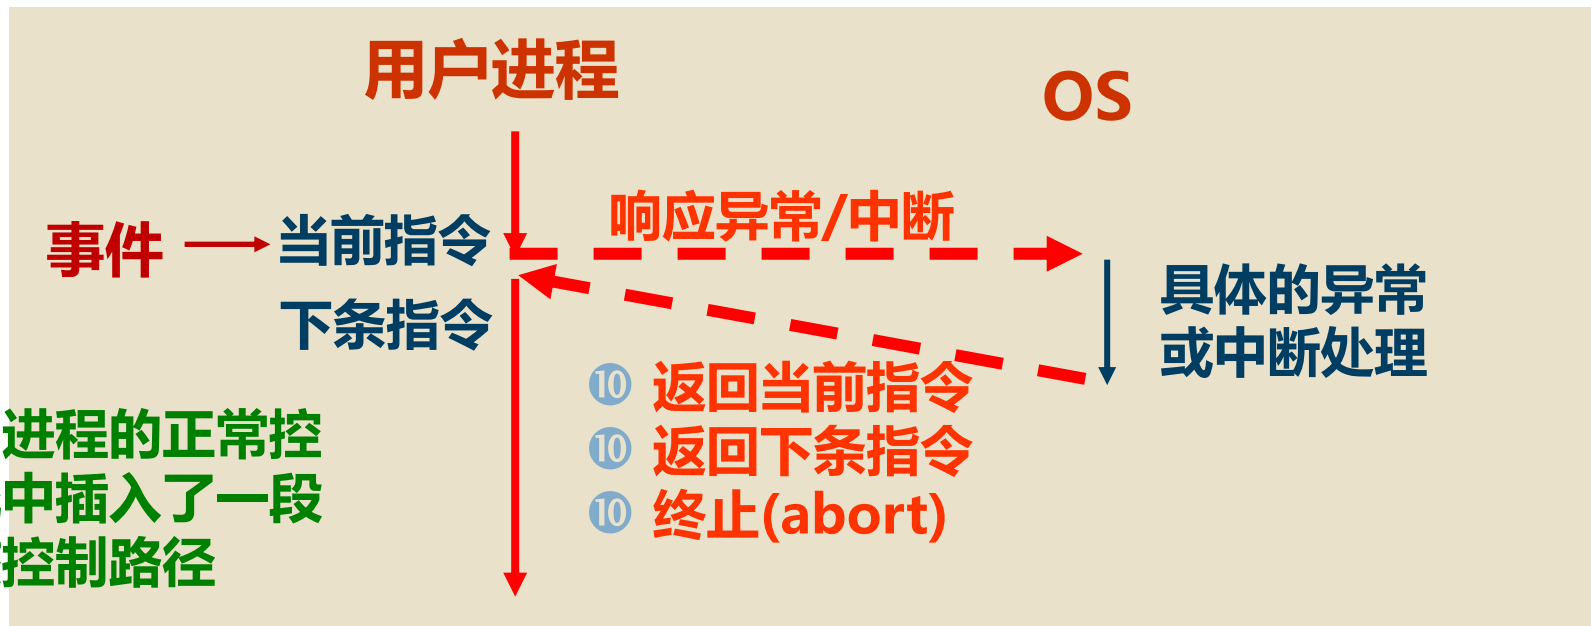 用户进程
OS
响应异常/中断
事件
当前指令
下条指令
具体的异常
或中断处理
❿ 返回当前指令
❿ 返回下条指令
❿ 终止(abort)
进程的正常控
中插入了一段
控制路径